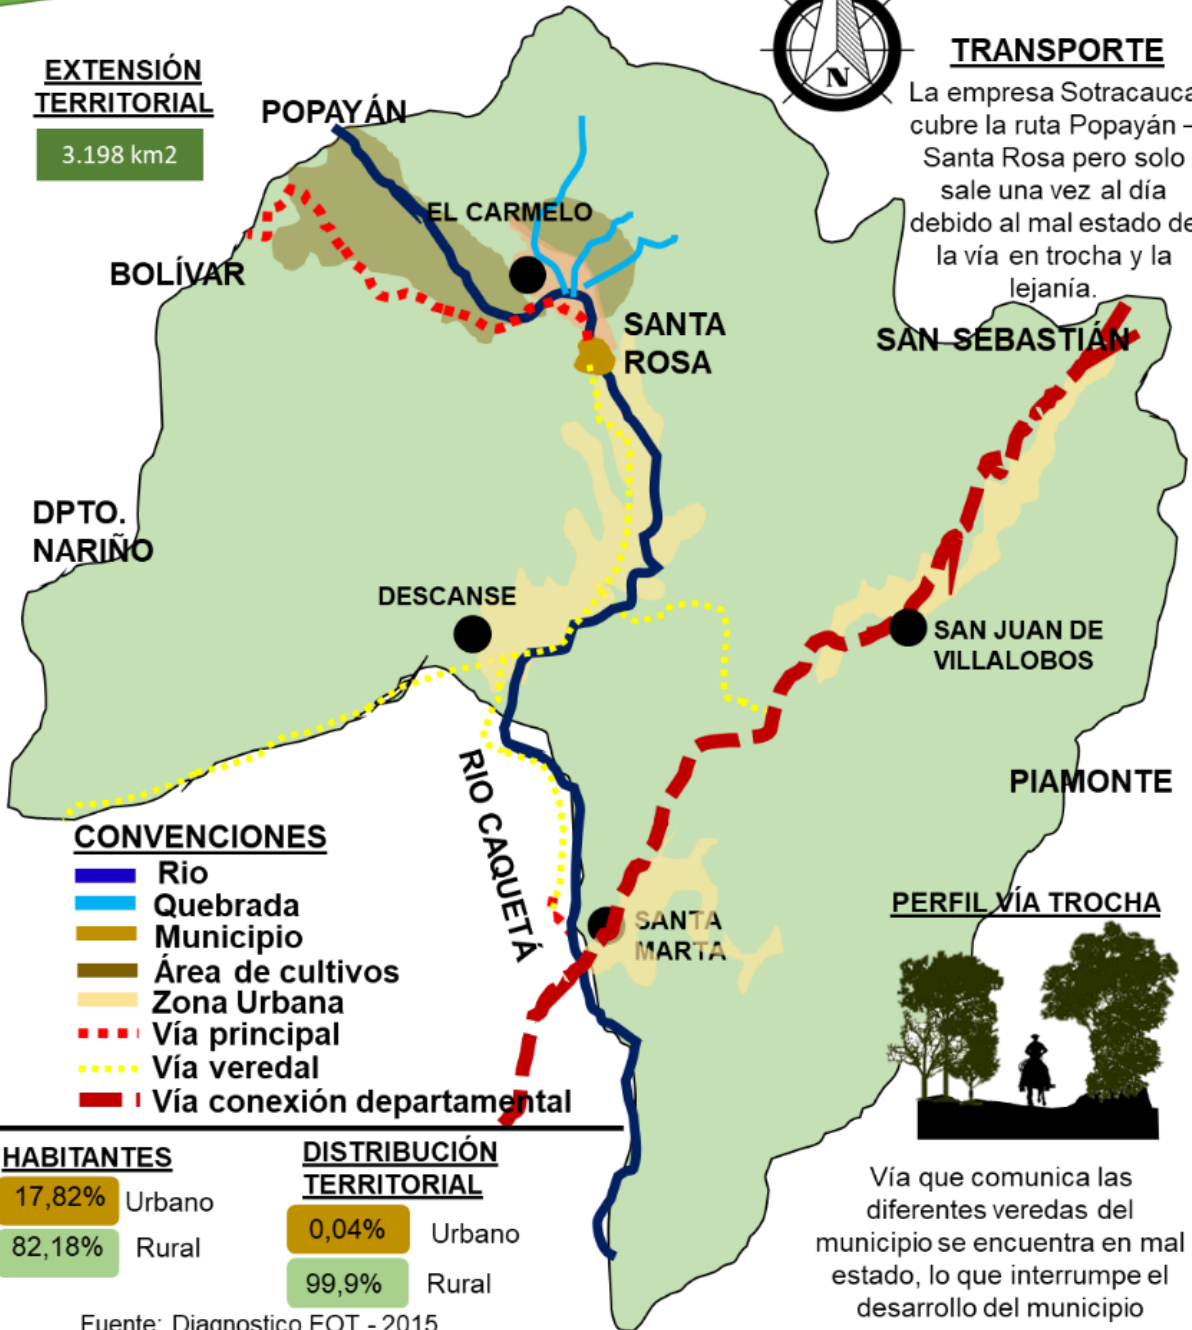 EXTENSIÓN
TERRITORIAL
3.198 km2
N
TRANSPORTE
La empresa Sotracauca
cubre la ruta Popayán –
Santa Rosa pero solo
sale una vez al día
debido al mal estado de
la vía en trocha y la
lejanía.
POPAYÁN
EL CARMELO
BOLÍVAR
SANTA
ROSA
SAN SEBASTIÁN
DPTO.
NARIÑO
DESCANSE
SAN JUAN DE
VILLALOBOS
RIO CAQUETÁ
PIAMONTE
SANTA
MARTA
CONVENCIONES
Rio
Quebrada
Municipio
Área de cultivos
Zona Urbana
Vía principal
Vía veredal
Vía conexión departamental
PERFIL VÍA TROCHA
Vía que comunica las
diferentes veredas del
municipio se encuentra en mal
estado, lo que interrumpe el
desarrollo del municipio
HABITANTES
17,82% Urbano
82,18% Rural
DISTRIBUCIÓN
TERRITORIAL
0,04% Urbano
99,9% Rural
Fuente: Diagnostico EOT - 2015